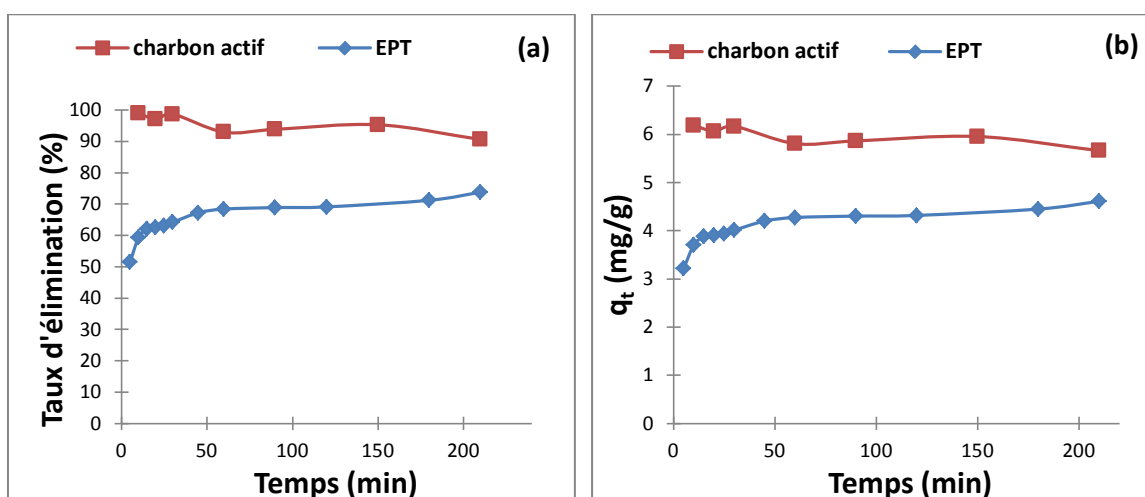 charbon actif EPT (a)
100
90
80
70
60
50
40
30
20
10
0
Taux d'élimination (%)
0 50 100 150 200
Temps (min)
charbon actif EPT (b)
7
6
5
4
3
2
1
0
qt (mg/g)
0 50 100 150 200
Temps (min)